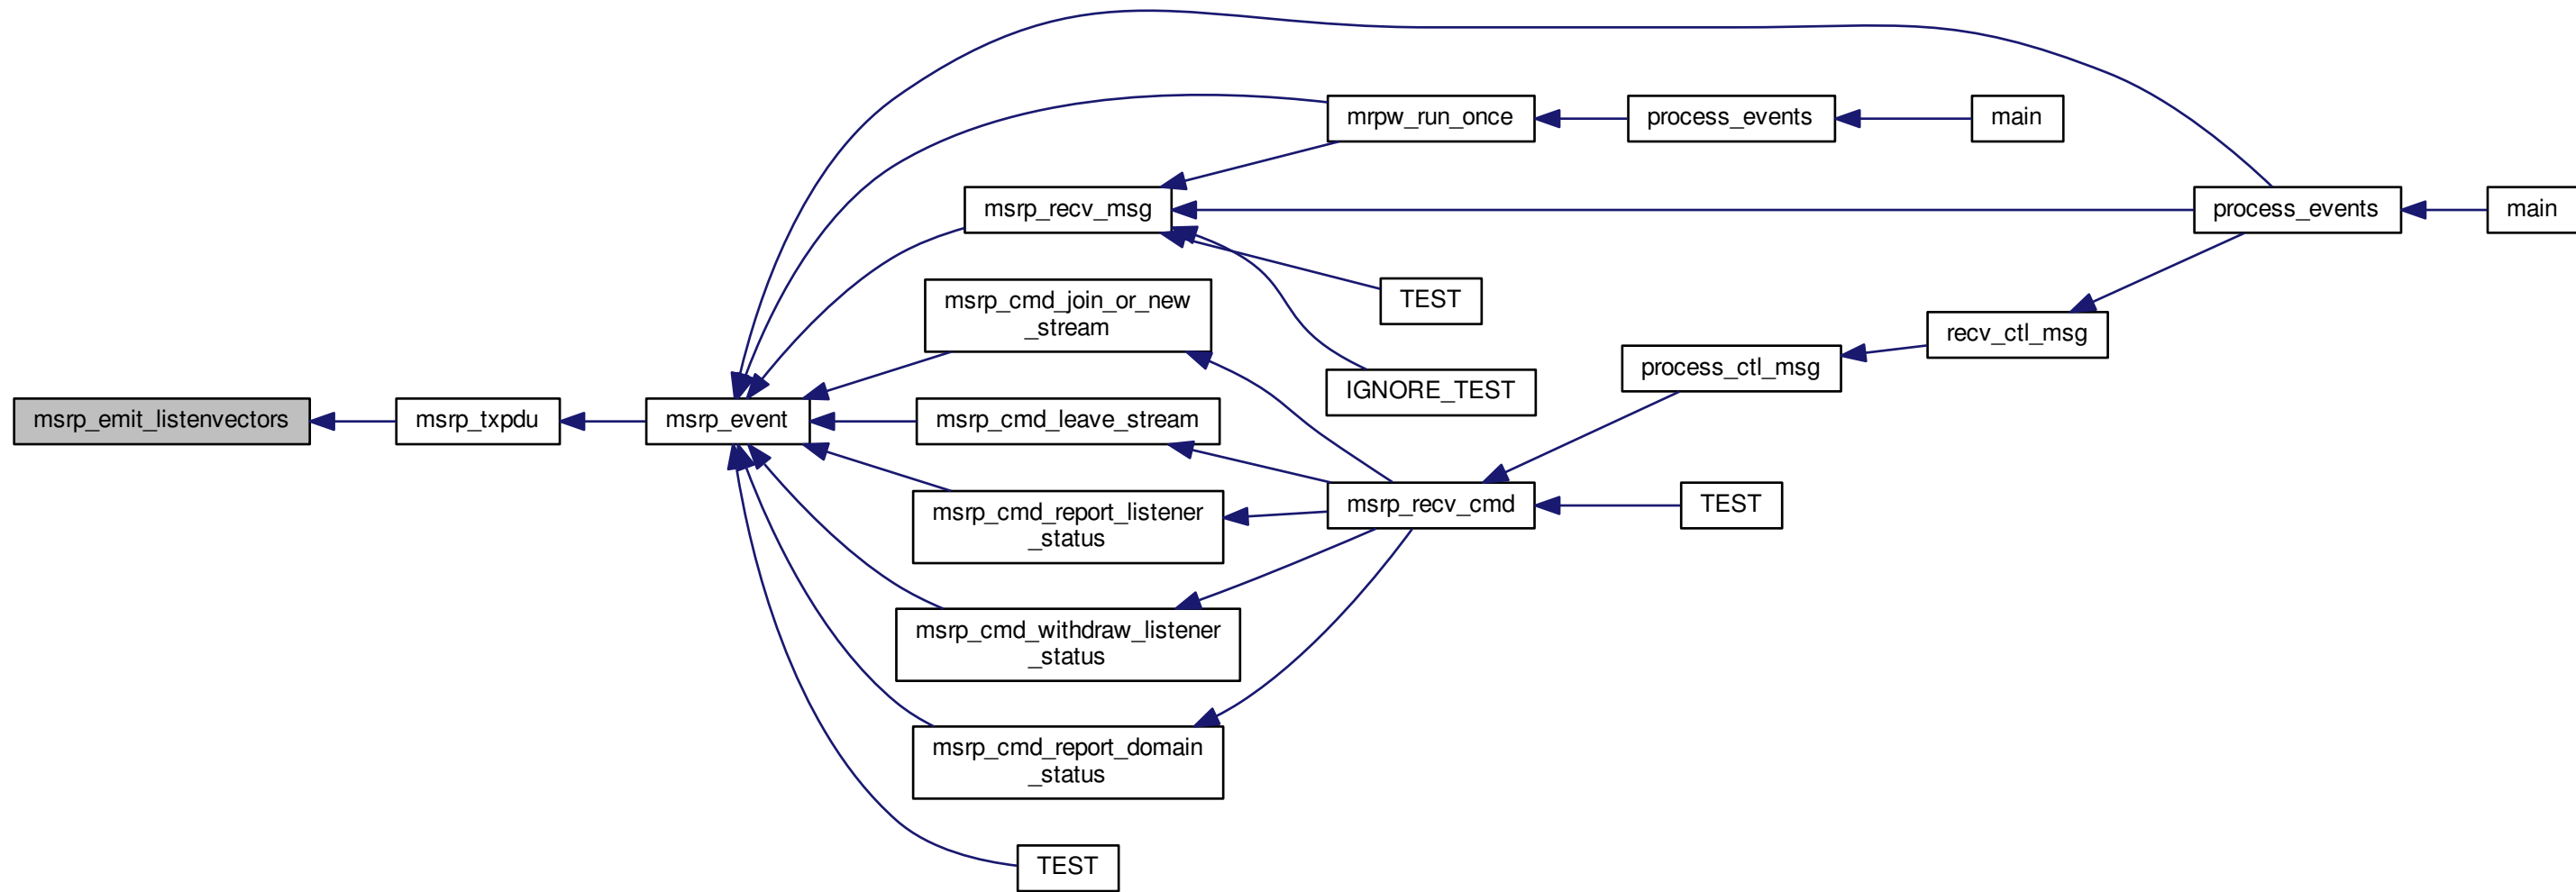 mrpw_run_once
process_events
main
msrp_recv_msg
process_events
main
TEST
msrp_cmd_join_or_new
_stream
recv_ctl_msg
process_ctl_msg
IGNORE_TEST
msrp_emit_listenvectors
msrp_txpdu
msrp_event
msrp_cmd_leave_stream
msrp_cmd_report_listener
_status
msrp_recv_cmd
TEST
msrp_cmd_withdraw_listener
_status
msrp_cmd_report_domain
_status
TEST